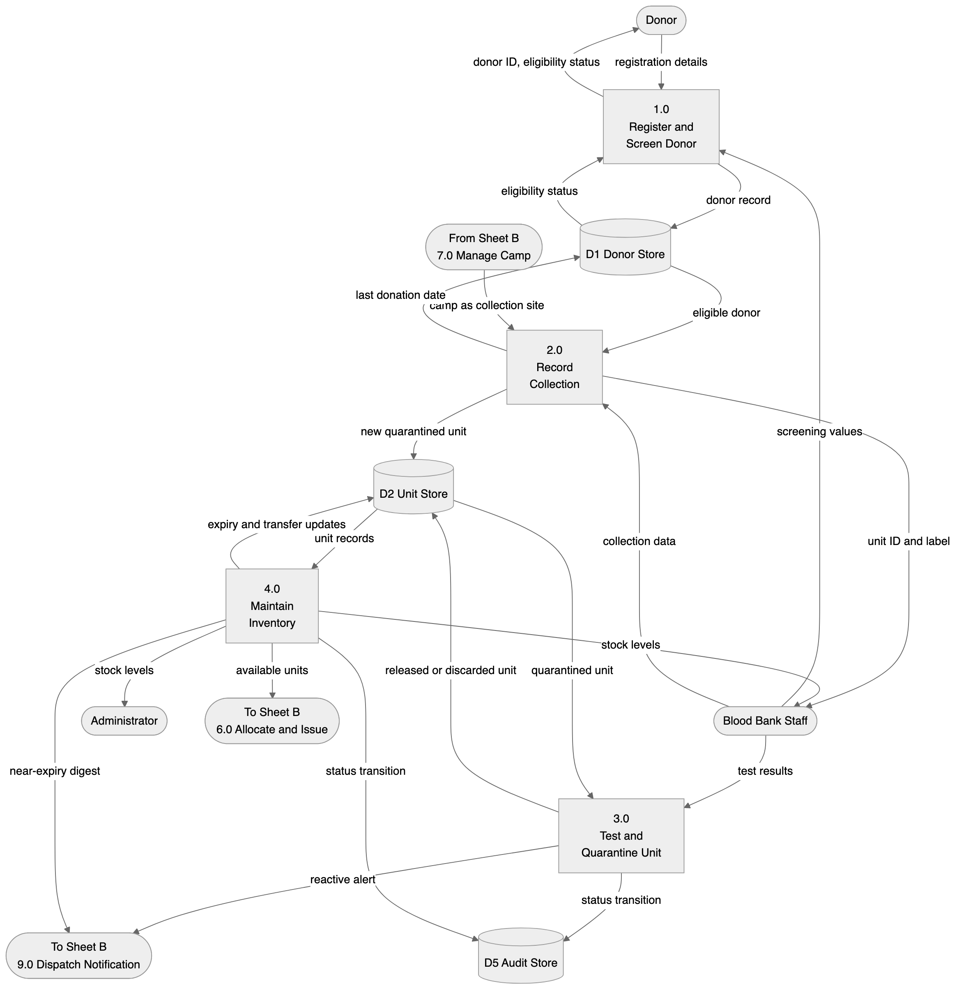 Donor
donor ID, eligibility status
registration details
1.0
Register and
Screen Donor
eligibility status
donor record
From Sheet B
7.0 Manage Camp
D1 Donor Store
last donation date
camp as collection site
eligible donor
2.0
Record
Collection
new quarantined unit
screening values
D2 Unit Store
expiry and transfer updates
unit records
collection data
unit ID and label
4.0
Maintain
Inventory
stock levels
stock levels
available units
released or discarded unit
quarantined unit
Administrator
To Sheet B
6.0 Allocate and Issue
Blood Bank Staff
near-expiry digest
status transition
test results
3.0
Test and
Quarantine Unit
reactive alert
status transition
To Sheet B
9.0 Dispatch Notification
D5 Audit Store